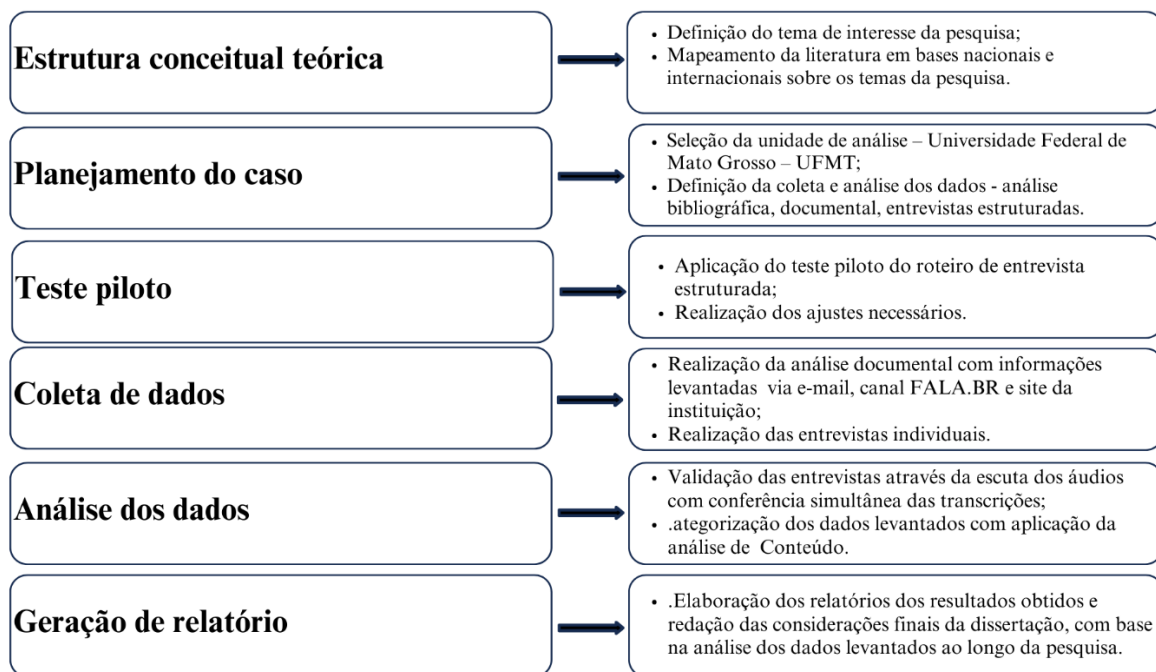 Estrutura conceitual teórica
• Definição do tema de interesse da pesquisa;
• Mapeamento da literatura em bases nacionais e
internacionais sobre os temas da pesquisa.
Planejamento do caso
• Seleção da unidade de análise – Universidade Federal de
Mato Grosso – UFMT;
• Definição da coleta e análise dos dados - análise
bibliográfica, documental, entrevistas estruturadas.
Teste piloto
• Aplicação do teste piloto do roteiro de entrevista
estruturada;
• Realização dos ajustes necessários.
Coleta de dados
• Realização da análise documental com informações
levantadas via e-mail, canal FALA.BR e site da
instituição;
• Realização das entrevistas individuais.
Análise dos dados
• Validação das entrevistas através da escuta dos áudios
com conferência simultânea das transcrições;
• .ategorização dos dados levantados com aplicação da
análise de Conteúdo.
Geração de relatório
• .Elaboração dos relatórios dos resultados obtidos e
redação das considerações finais da dissertação, com base
na análise dos dados levantados ao longo da pesquisa.